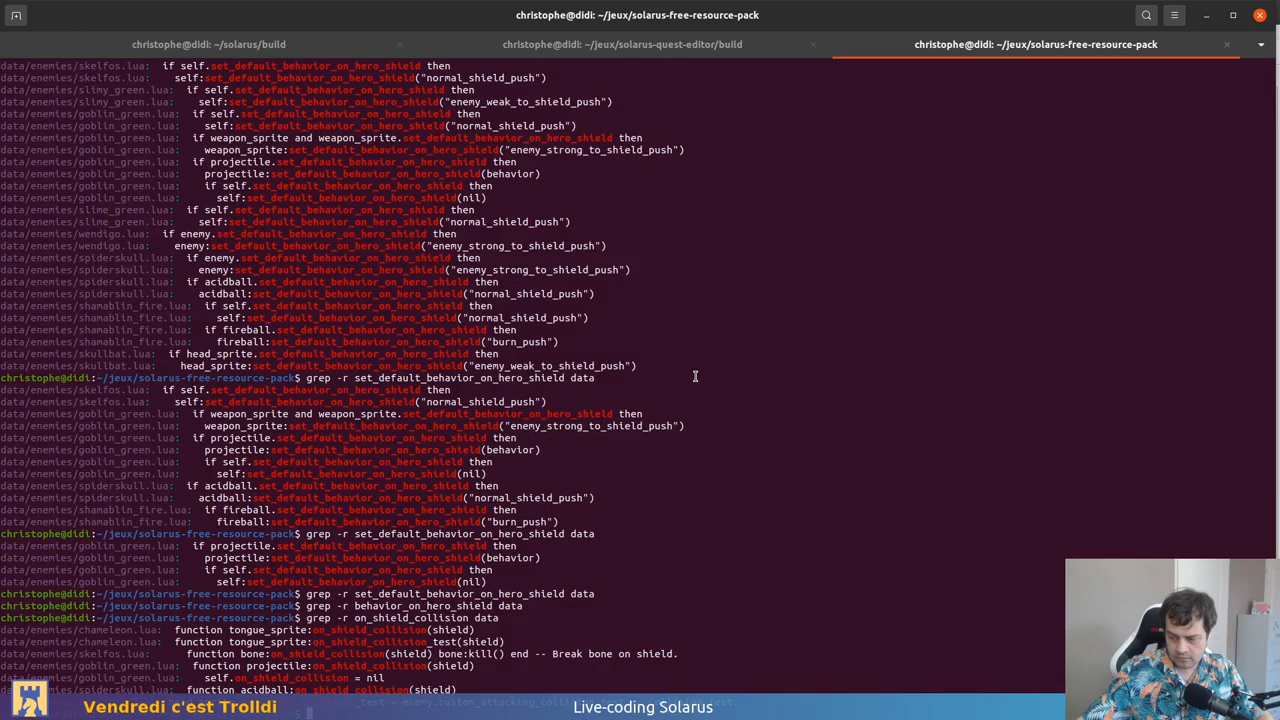 christophe@didi: ~/jeux/solarus-free-resource-pack
christophe@didi: ~/solarus/build
christophe@didi: ~/jeux/solarus-quest-editor/build
christophe@didi: ~/jeux/solarus-free-resource-pack
data/enemies/skelfos.lua:  if self.set_default_behavior_on_hero_shield then
data/enemies/skelfos.lua:    self:set_default_behavior_on_hero_shield("normal_shield_push")
data/enemies/slimy_green.lua:  if self.set_default_behavior_on_hero_shield then
data/enemies/slimy_green.lua:    self:set_default_behavior_on_hero_shield("enemy_weak_to_shield_push")
data/enemies/goblin_green.lua:  if self.set_default_behavior_on_hero_shield then
data/enemies/goblin_green.lua:    self:set_default_behavior_on_hero_shield("normal_shield_push")
data/enemies/goblin_green.lua:  if weapon_sprite and weapon_sprite.set_default_behavior_on_hero_shield then
data/enemies/goblin_green.lua:    weapon_sprite:set_default_behavior_on_hero_shield("enemy_strong_to_shield_push")
data/enemies/goblin_green.lua:  if projectile.set_default_behavior_on_hero_shield then
data/enemies/goblin_green.lua:    projectile:set_default_behavior_on_hero_shield(behavior)
data/enemies/goblin_green.lua:    if self.set_default_behavior_on_hero_shield then
data/enemies/goblin_green.lua:      self:set_default_behavior_on_hero_shield(nil)
data/enemies/slime_green.lua:  if self.set_default_behavior_on_hero_shield then
data/enemies/slime_green.lua:    self:set_default_behavior_on_hero_shield("normal_shield_push")
data/enemies/wendigo.lua:  if enemy.set_default_behavior_on_hero_shield then
data/enemies/wendigo.lua:    enemy:set_default_behavior_on_hero_shield("enemy_strong_to_shield_push")
data/enemies/spiderskull.lua:  if enemy.set_default_behavior_on_hero_shield then
data/enemies/spiderskull.lua:    enemy:set_default_behavior_on_hero_shield("enemy_strong_to_shield_push")
data/enemies/spiderskull.lua:  if acidball.set_default_behavior_on_hero_shield then
data/enemies/spiderskull.lua:    acidball:set_default_behavior_on_hero_shield("normal_shield_push")
data/enemies/shamablin_fire.lua:  if self.set_default_behavior_on_hero_shield then
data/enemies/shamablin_fire.lua:    self:set_default_behavior_on_hero_shield("normal_shield_push")
data/enemies/shamablin_fire.lua:  if fireball.set_default_behavior_on_hero_shield then
data/enemies/shamablin_fire.lua:    fireball:set_default_behavior_on_hero_shield("burn_push")
data/enemies/skullbat.lua:  if head_sprite.set_default_behavior_on_hero_shield then
data/enemies/skullbat.lua:    head_sprite:set_default_behavior_on_hero_shield("enemy_weak_to_shield_push")
christophe@didi:~/jeux/solarus-free-resource-pack$ grep -r set_default_behavior_on_hero_shield data
data/enemies/skelfos.lua:  if self.set_default_behavior_on_hero_shield then
data/enemies/skelfos.lua:    self:set_default_behavior_on_hero_shield("normal_shield_push")
data/enemies/goblin_green.lua:  if weapon_sprite and weapon_sprite.set_default_behavior_on_hero_shield then
data/enemies/goblin_green.lua:    weapon_sprite:set_default_behavior_on_hero_shield("enemy_strong_to_shield_push")
data/enemies/goblin_green.lua:  if projectile.set_default_behavior_on_hero_shield then
data/enemies/goblin_green.lua:    projectile:set_default_behavior_on_hero_shield(behavior)
data/enemies/goblin_green.lua:    if self.set_default_behavior_on_hero_shield then
data/enemies/goblin_green.lua:      self:set_default_behavior_on_hero_shield(nil)
data/enemies/spiderskull.lua:  if acidball.set_default_behavior_on_hero_shield then
data/enemies/spiderskull.lua:    acidball:set_default_behavior_on_hero_shield("normal_shield_push")
data/enemies/shamablin_fire.lua:  if fireball.set_default_behavior_on_hero_shield then
data/enemies/shamablin_fire.lua:    fireball:set_default_behavior_on_hero_shield("burn_push")
christophe@didi:~/jeux/solarus-free-resource-pack$ grep -r set_default_behavior_on_hero_shield data
data/enemies/goblin_green.lua:  if projectile.set_default_behavior_on_hero_shield then
data/enemies/goblin_green.lua:    projectile:set_default_behavior_on_hero_shield(behavior)
data/enemies/goblin_green.lua:    if self.set_default_behavior_on_hero_shield then
data/enemies/goblin_green.lua:      self:set_default_behavior_on_hero_shield(nil)
christophe@didi:~/jeux/solarus-free-resource-pack$ grep -r set_default_behavior_on_hero_shield data
christophe@didi:~/jeux/solarus-free-resource-pack$ grep -r behavior_on_hero_shield data
christophe@didi:~/jeux/solarus-free-resource-pack$ grep -r on_shield_collision data
data/enemies/chameleon.lua:  function tongue_sprite:on_shield_collision(shield)
data/enemies/chameleon.lua:  function tongue_sprite:on_shield_collision_test(shield)
data/enemies/skelfos.lua:      function bone:on_shield_collision(shield) bone:kill() end -- Break bone on shield.
data/enemies/goblin_green.lua:  function projectile:on_shield_collision(shield)
data/enemies/goblin_green.lua:    self.on_shield_collision = nil
data/enemies/spiderskull.lua:  function acidball:on_shield_collision(shield)
_test = enemy.custom_attacking_collision
Vendredi c'est Trolldi
Live-coding Solarus